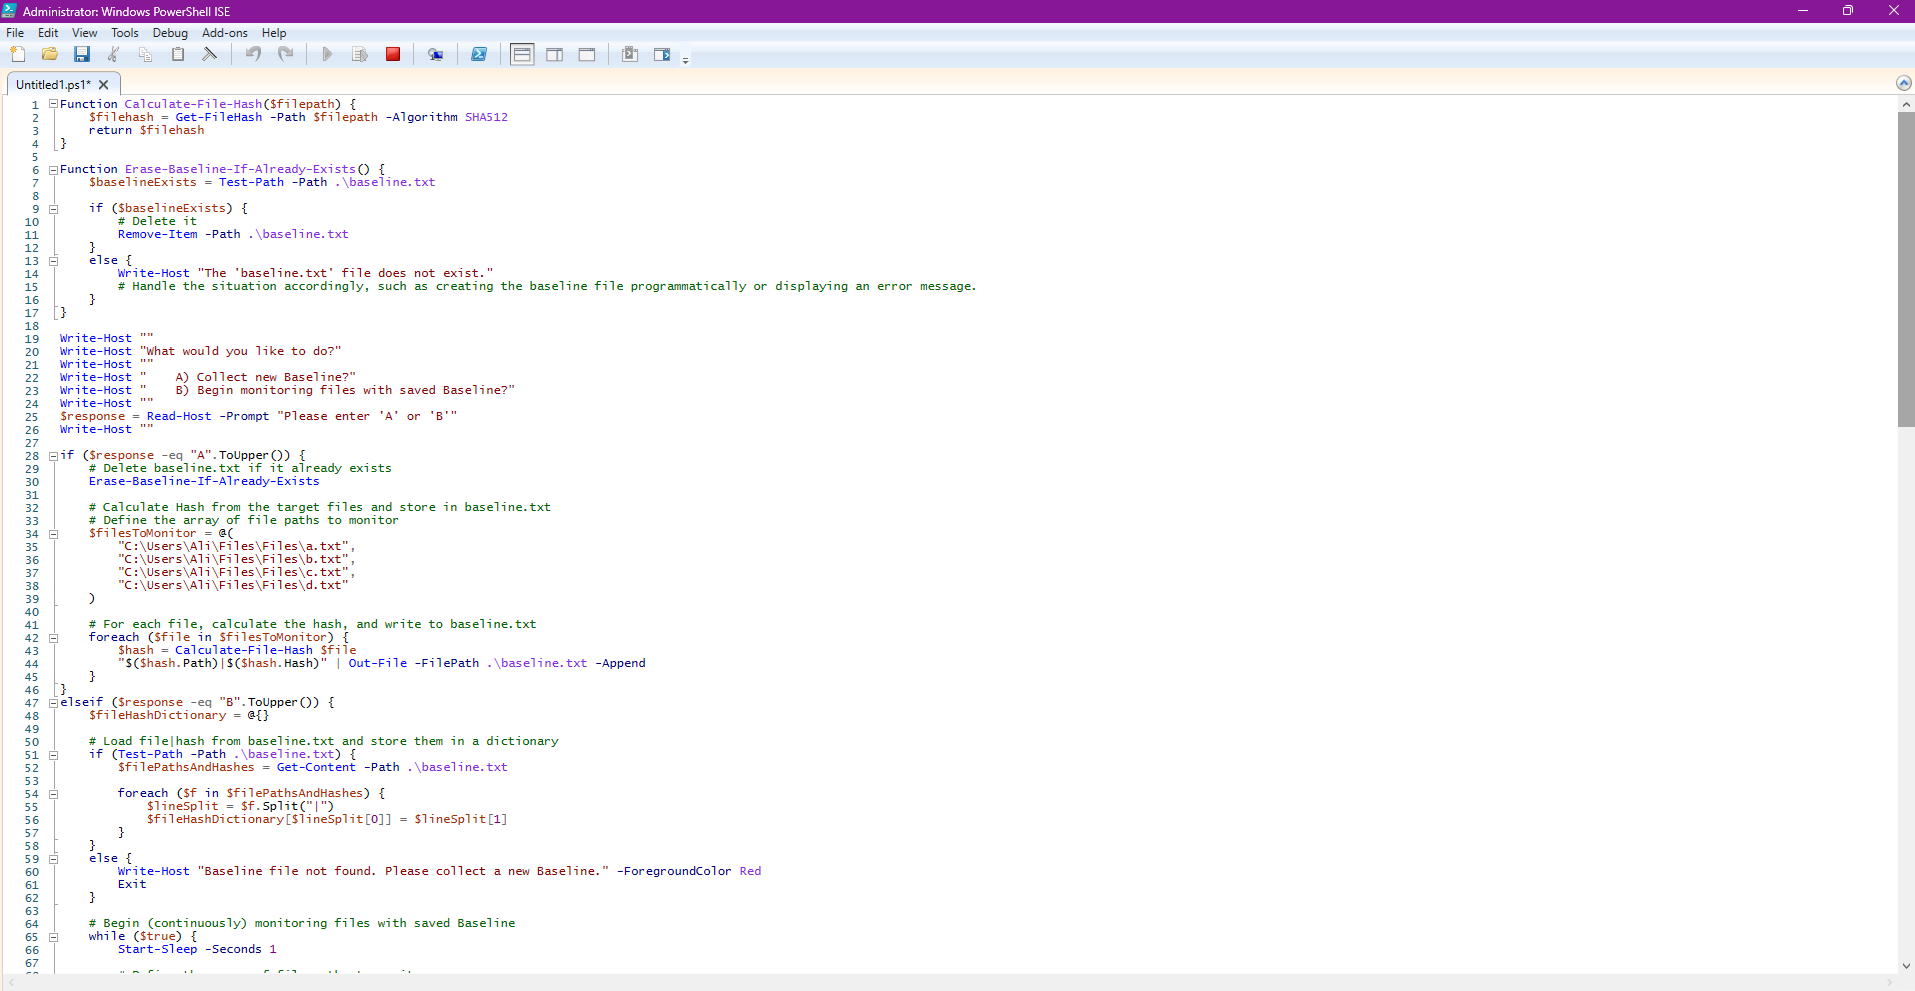 Administrator: Windows PowerShell ISE
File Edit View Tools Debug Add-ons Help
Untitled1.ps1*
1 Function Calculate-File-Hash($filepath) {
2     $filehash = Get-FileHash -Path $filepath -Algorithm SHA512
3     return $filehash
4 }
5
6 Function Erase-Baseline-If-Already-Exists() {
7     $baselineExists = Test-Path -Path .\baseline.txt
8
9     if ($baselineExists) {
10         # Delete it
11         Remove-Item -Path .\baseline.txt
12     }
13     else {
14         Write-Host "The 'baseline.txt' file does not exist."
15         # Handle the situation accordingly, such as creating the baseline file programmatically or displaying an error message.
16     }
17 }
18
19 Write-Host ""
20 Write-Host "What would you like to do?"
21 Write-Host ""
22 Write-Host "    A) Collect new Baseline?"
23 Write-Host "    B) Begin monitoring files with saved Baseline?"
24 Write-Host ""
25 $response = Read-Host -Prompt "Please enter 'A' or 'B'"
26 Write-Host ""
27
28 if ($response -eq "A".ToUpper()) {
29     # Delete baseline.txt if it already exists
30     Erase-Baseline-If-Already-Exists
31
32     # Calculate Hash from the target files and store in baseline.txt
33     # Define the array of file paths to monitor
34     $filesToMonitor = @(
35         "C:\Users\Ali\Files\Files\a.txt",
36         "C:\Users\Ali\Files\Files\b.txt",
37         "C:\Users\Ali\Files\Files\c.txt",
38         "C:\Users\Ali\Files\Files\d.txt"
39     )
40
41     # For each file, calculate the hash, and write to baseline.txt
42     foreach ($file in $filesToMonitor) {
43         $hash = Calculate-File-Hash $file
44         "$($hash.Path)|$($hash.Hash)" | Out-File -FilePath .\baseline.txt -Append
45     }
46 }
47 elseif ($response -eq "B".ToUpper()) {
48     $fileHashDictionary = @{}
49
50     # Load file|hash from baseline.txt and store them in a dictionary
51     if (Test-Path -Path .\baseline.txt) {
52         $filePathsAndHashes = Get-Content -Path .\baseline.txt
53
54         foreach ($f in $filePathsAndHashes) {
55             $lineSplit = $f.Split("|")
56             $fileHashDictionary[$lineSplit[0]] = $lineSplit[1]
57         }
58     }
59     else {
60         Write-Host "Baseline file not found. Please collect a new Baseline." -ForegroundColor Red
61         Exit
62     }
63
64     # Begin (continuously) monitoring files with saved Baseline
65     while ($true) {
66         Start-Sleep -Seconds 1
67